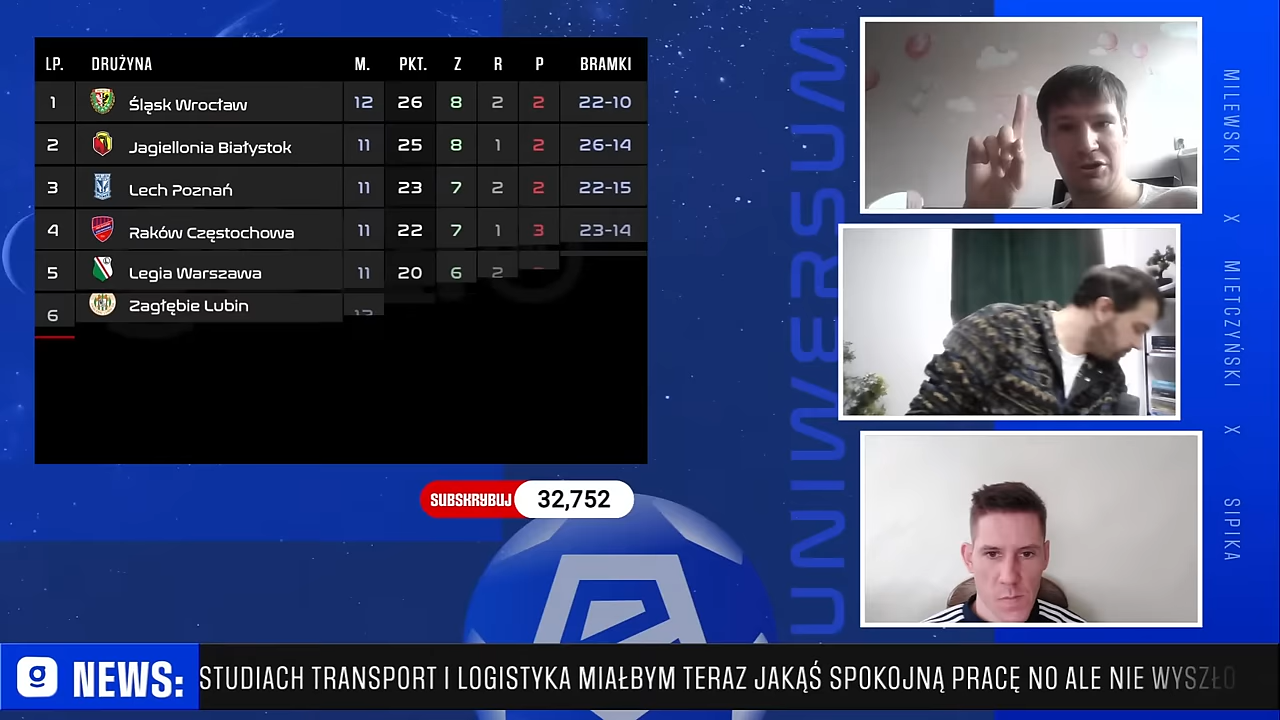 LP. DRUŻYNA M. PKT. Z R P BRAMKI
1 Śląsk Wrocław 12 26 8 2 2 22-10
2 Jagiellonia Białystok 11 25 8 1 2 26-14
3 Lech Poznań 11 23 7 2 2 22-15
4 Raków Częstochowa 11 22 7 1 3 23-14
5 Legia Warszawa 11 20 6 2
6 Zagłębie Lubin
SUBSKRYBUJ 32,752
UNIWERSUM
MILEWSKI X MIETCZYŃSKI X SIPIKA
g NEWS: STUDIACH TRANSPORT I LOGISTYKA MIAŁBYM TERAZ JAKĄŚ SPOKOJNĄ PRACĘ NO ALE NIE WYSZŁO